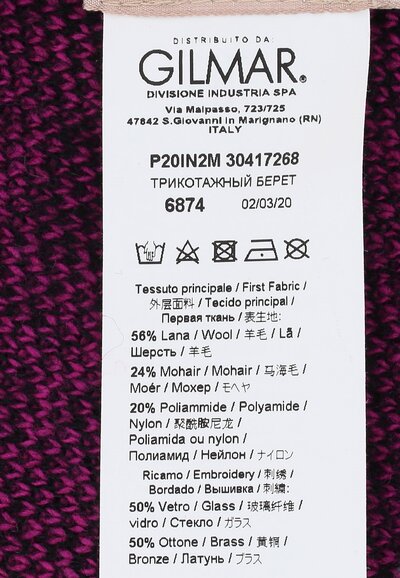 DISTRIBUITO DA:
GILMAR®
DIVISIONE INDUSTRIA SPA
Via Malpasso, 723/725
47842 S.Giovanni in Marignano (RN)
ITALY
P20IN2M 30417268
ТРИКОТАЖНЫЙ БЕРЕТ
6874 02/03/20
Tessuto principale / First Fabric /
外层面料 / Tecido principal /
Первая ткань / 表生地:
56% Lana / Wool / 羊毛 / Lã /
Шерсть / 羊毛
24% Mohair / Mohair / 马海毛 /
Moér / Мохер / モヘヤ
20% Poliammide / Polyamide /
Nylon / 聚酰胺尼龙 /
Poliamida ou nylon /
Полиамид / Нейлон / ナイロン
Ricamo / Embroidery / 刺绣 /
Bordado / Вышивка / 刺繍:
50% Vetro / Glass / 玻璃纤维 /
vidro / Стекло / ガラス
50% Ottone / Brass / 黄铜 /
Bronze / Латунь / ブラス